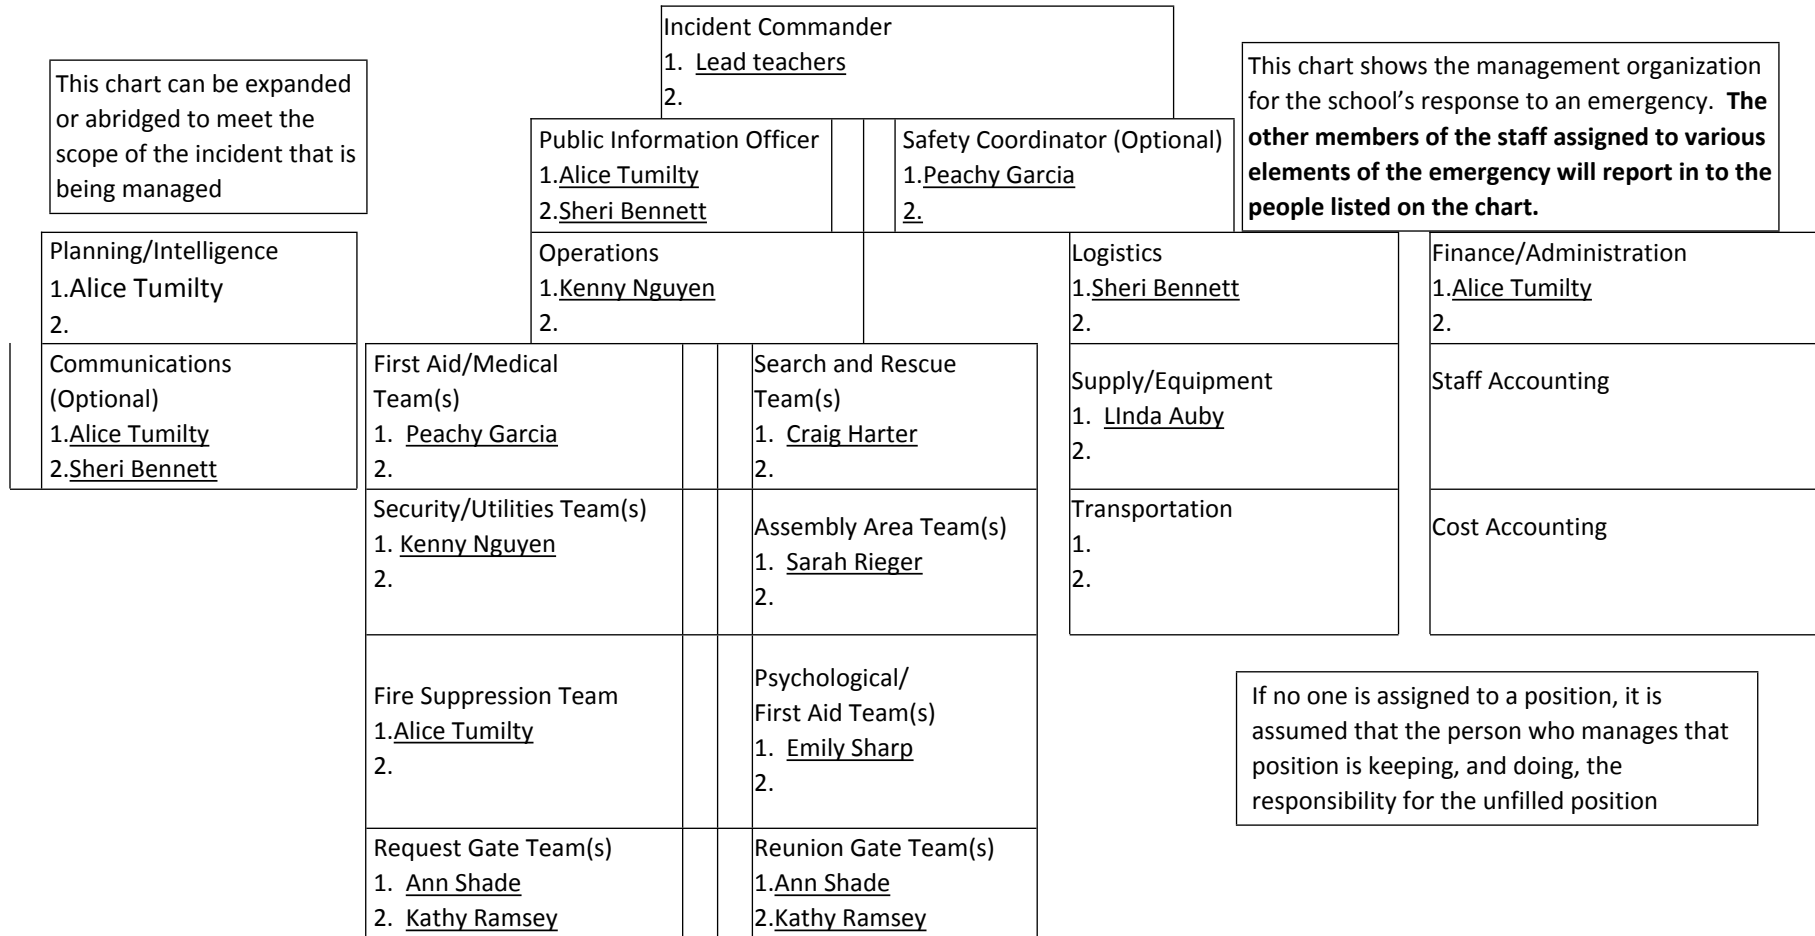 Incident Commander
1. Lead teachers
2.
This chart can be expanded
or abridged to meet the
scope of the incident that is
being managed
This chart shows the management organization
for the school's response to an emergency. The
other members of the staff assigned to various
elements of the emergency will report in to the
people listed on the chart.
Public Information Officer
1.Alice Tumilty
2.Sheri Bennett
Safety Coordinator (Optional)
1.Peachy Garcia
2.
Planning/Intelligence
1.Alice Tumilty
2.
Operations
1.Kenny Nguyen
2.
Logistics
1.Sheri Bennett
2.
Finance/Administration
1.Alice Tumilty
2.
Communications
(Optional)
1.Alice Tumilty
2.Sheri Bennett
First Aid/Medical
Team(s)
1. Peachy Garcia
2.
Search and Rescue
Team(s)
1. Craig Harter
2.
Supply/Equipment
1. LInda Auby
2.
Staff Accounting
Security/Utilities Team(s)
1. Kenny Nguyen
2.
Assembly Area Team(s)
1. Sarah Rieger
2.
Transportation
1.
2.
Cost Accounting
Fire Suppression Team
1.Alice Tumilty
2.
Psychological/
First Aid Team(s)
1. Emily Sharp
2.
If no one is assigned to a position, it is
assumed that the person who manages that
position is keeping, and doing, the
responsibility for the unfilled position
Request Gate Team(s)
1. Ann Shade
2. Kathy Ramsey
Reunion Gate Team(s)
1.Ann Shade
2.Kathy Ramsey